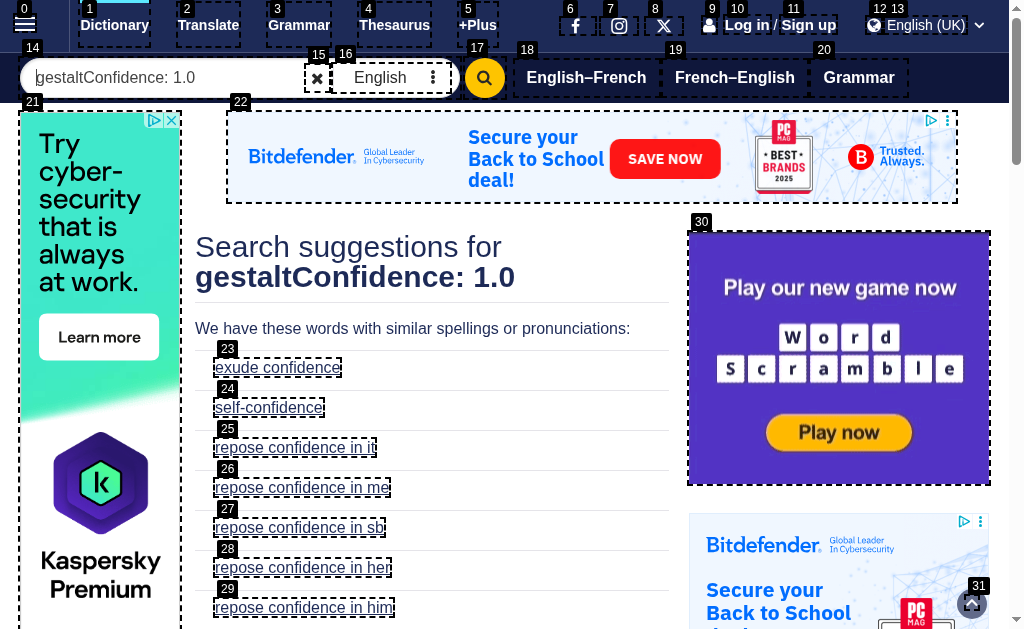 0
1
2
3
4
5
6
7
8
9
10
11
12
13
Dictionary
Translate
Grammar
Thesaurus
+Plus
Log in / Sign up
English (UK)
14
15
16
17
18
19
20
gestaltConfidence: 1.0
English
English–French
French–English
Grammar
21
22
Try
cyber-
security
that is
always
at work.
Learn more
Kaspersky
Premium
Bitdefender
Global Leader
In Cybersecurity
Secure your
Back to School
deal!
SAVE NOW
PC
MAG
BEST
BRANDS
2025
B
Trusted.
Always.
Search suggestions for
gestaltConfidence: 1.0
We have these words with similar spellings or pronunciations:
23
exude confidence
24
self-confidence
25
repose confidence in it
26
repose confidence in me
27
repose confidence in sb
28
repose confidence in her
29
repose confidence in him
30
Play our new game now
Word
Scramble
Play now
Bitdefender
Global Leader
In Cybersecurity
Secure your
Back to School
PC
MAG
31